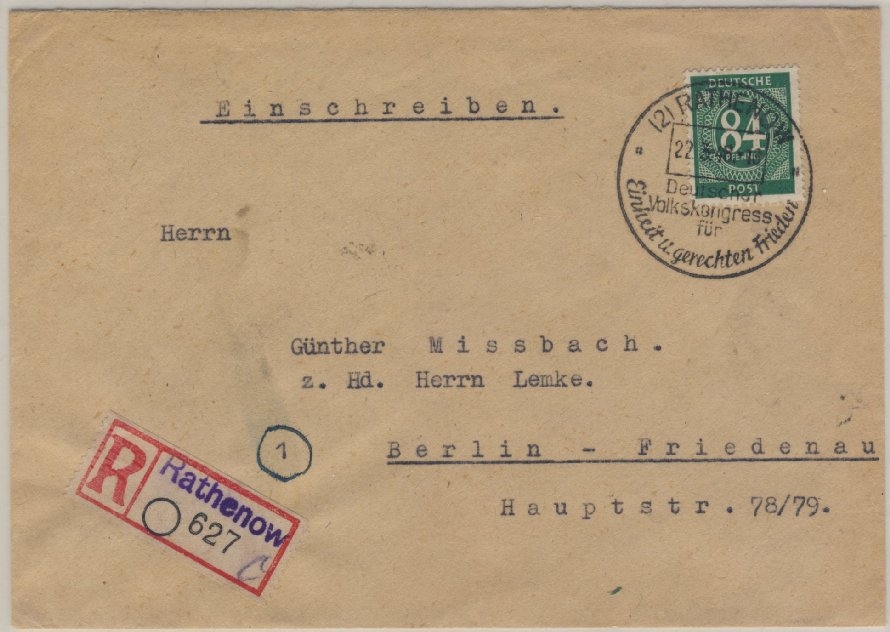 Einschreiben.
DEUTSCHE
84
PFENNIG
POST
(2) RATHENOW
22.
Deutscher
Volkskongress
für
Einheit u. gerechten Frieden
Herrn
Günther Missbach.
z. Hd. Herrn Lemke.
1
Berlin - Friedenau
Hauptstr. 78/79.
R
Rathenow
627
c